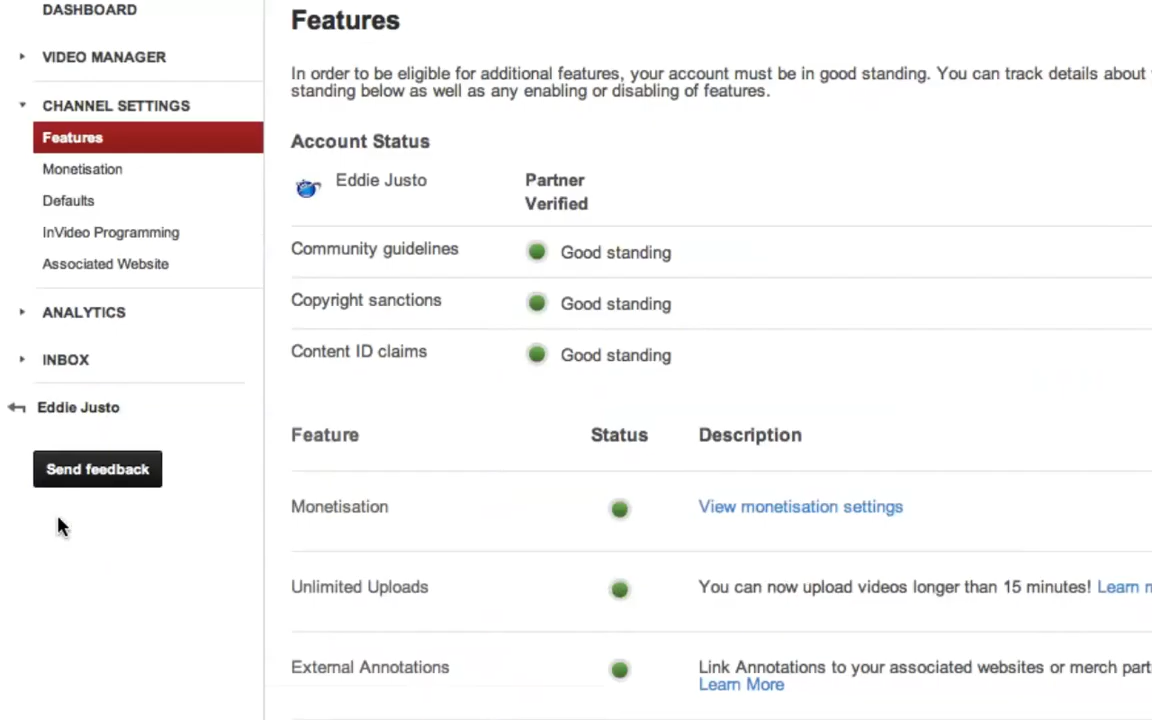 DASHBOARD
VIDEO MANAGER
CHANNEL SETTINGS
Features
Monetisation
Defaults
InVideo Programming
Associated Website
ANALYTICS
INBOX
Eddie Justo
Send feedback
Features
In order to be eligible for additional features, your account must be in good standing. You can track details about
standing below as well as any enabling or disabling of features.
Account Status
Eddie Justo Partner
Verified
Community guidelines Good standing
Copyright sanctions Good standing
Content ID claims Good standing
Feature Status Description
Monetisation View monetisation settings
Unlimited Uploads You can now upload videos longer than 15 minutes! Learn
External Annotations Link Annotations to your associated websites or merch
Learn More